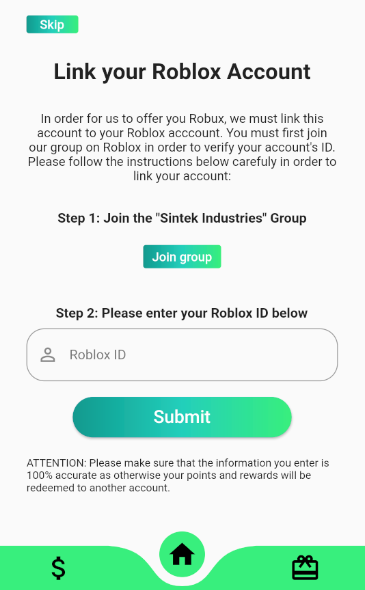 Skip
Link your Roblox Account
In order for us to offer you Robux, we must link this
account to your Roblox acccount. You must first join
our group on Roblox in order to verify your account's ID.
Please follow the instructions below carefuly in order to
link your account:
Step 1: Join the "Sintek Industries" Group
Join group
Step 2: Please enter your Roblox ID below
Roblox ID
Submit
ATTENTION: Please make sure that the information you enter is
100% accurate as otherwise your points and rewards will be
redeemed to another account.
$